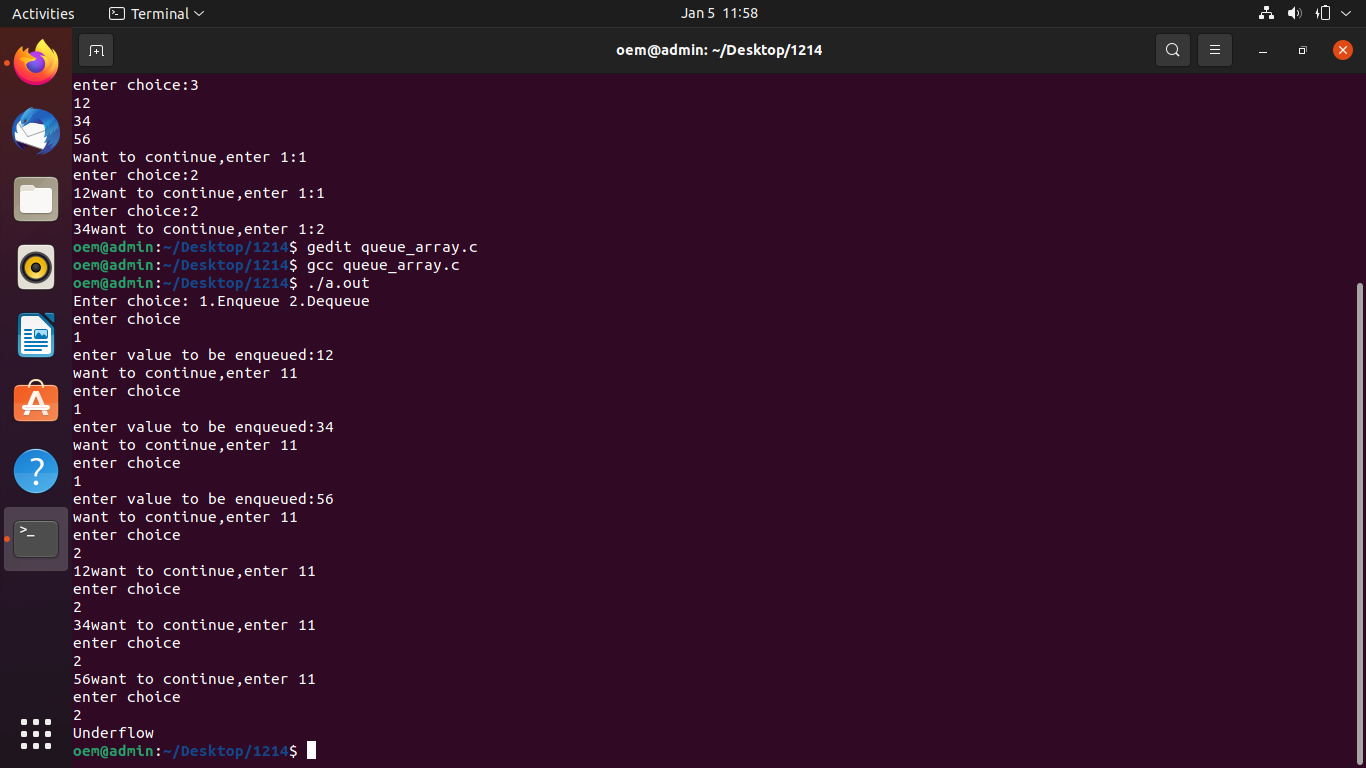 Activities
Terminal
Jan 5 11:58
oem@admin: ~/Desktop/1214
enter choice:3
12
34
56
want to continue,enter 1:1
enter choice:2
12want to continue,enter 1:1
enter choice:2
34want to continue,enter 1:2
oem@admin:~/Desktop/1214$ gedit queue_array.c
oem@admin:~/Desktop/1214$ gcc queue_array.c
oem@admin:~/Desktop/1214$ ./a.out
Enter choice: 1.Enqueue 2.Dequeue
enter choice
1
enter value to be enqueued:12
want to continue,enter 11
enter choice
1
enter value to be enqueued:34
want to continue,enter 11
enter choice
1
enter value to be enqueued:56
want to continue,enter 11
enter choice
2
12want to continue,enter 11
enter choice
2
34want to continue,enter 11
enter choice
2
56want to continue,enter 11
enter choice
2
Underflow
oem@admin:~/Desktop/1214$